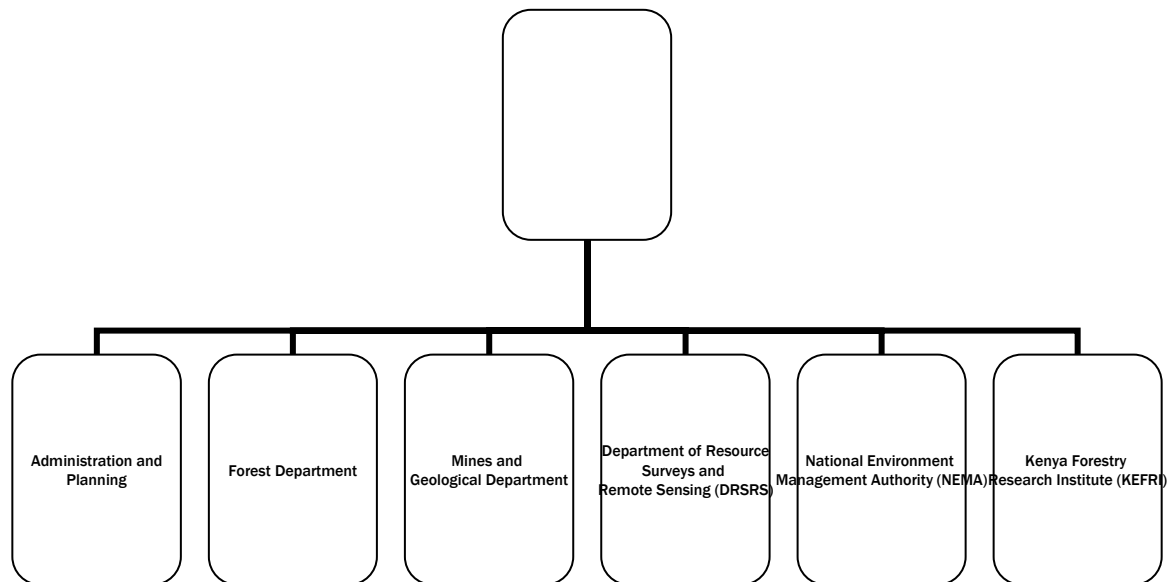 Administration and
Planning
Forest Department
Mines and
Geological Department
Department of Resource
Surveys and
Remote Sensing (DRSRS)
National Environment
Management Authority (NEMA)
Kenya Forestry
Research Institute (KEFRI)